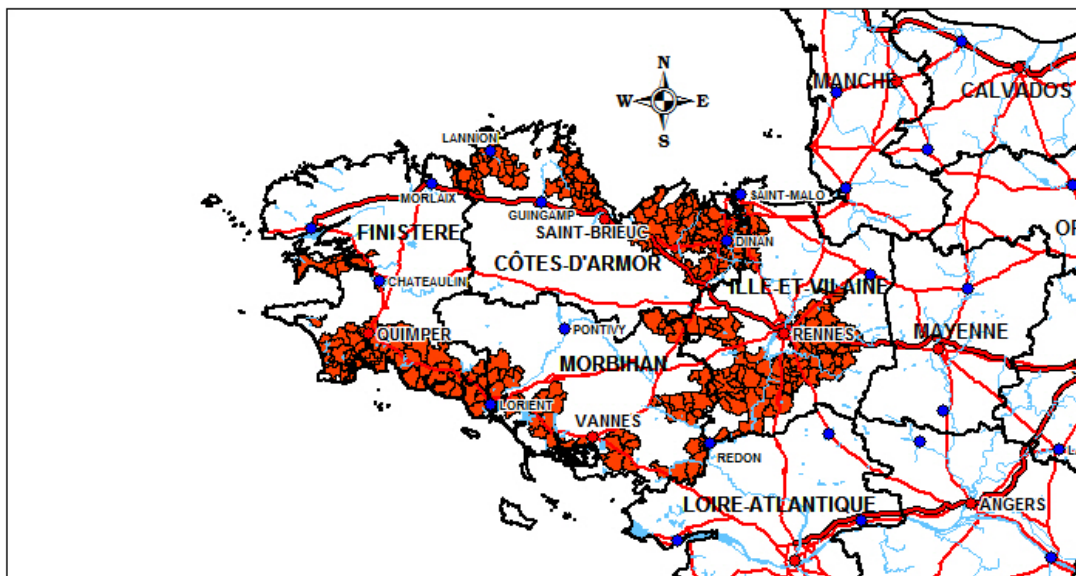 N
W E
S
MANCHE
CALVADOS
LANNION
MORLAIX
GUINGAMP
SAINT-MALO
FINISTERE
SAINT-BRIEUC
DINAN
CÔTES-D'ARMOR
CHATEAULIN
ILLE-ET-VILAINE
QUIMPER
PONTIVY
RENNES
MAYENNE
MORBIHAN
LORIENT
VANNES
REDON
LOIRE-ATLANTIQUE
ANGERS